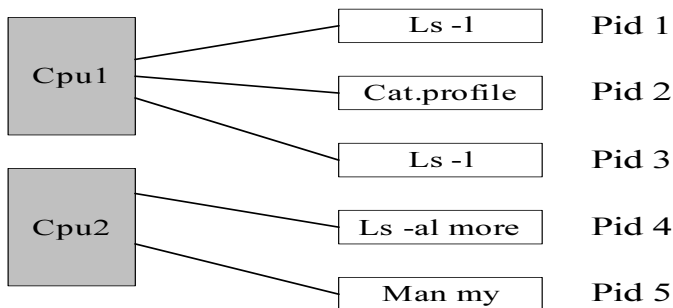 Ls -l Pid 1
Cpu1 Cat.profile Pid 2
Ls -l Pid 3
Cpu2 Ls -al more Pid 4
Man my Pid 5